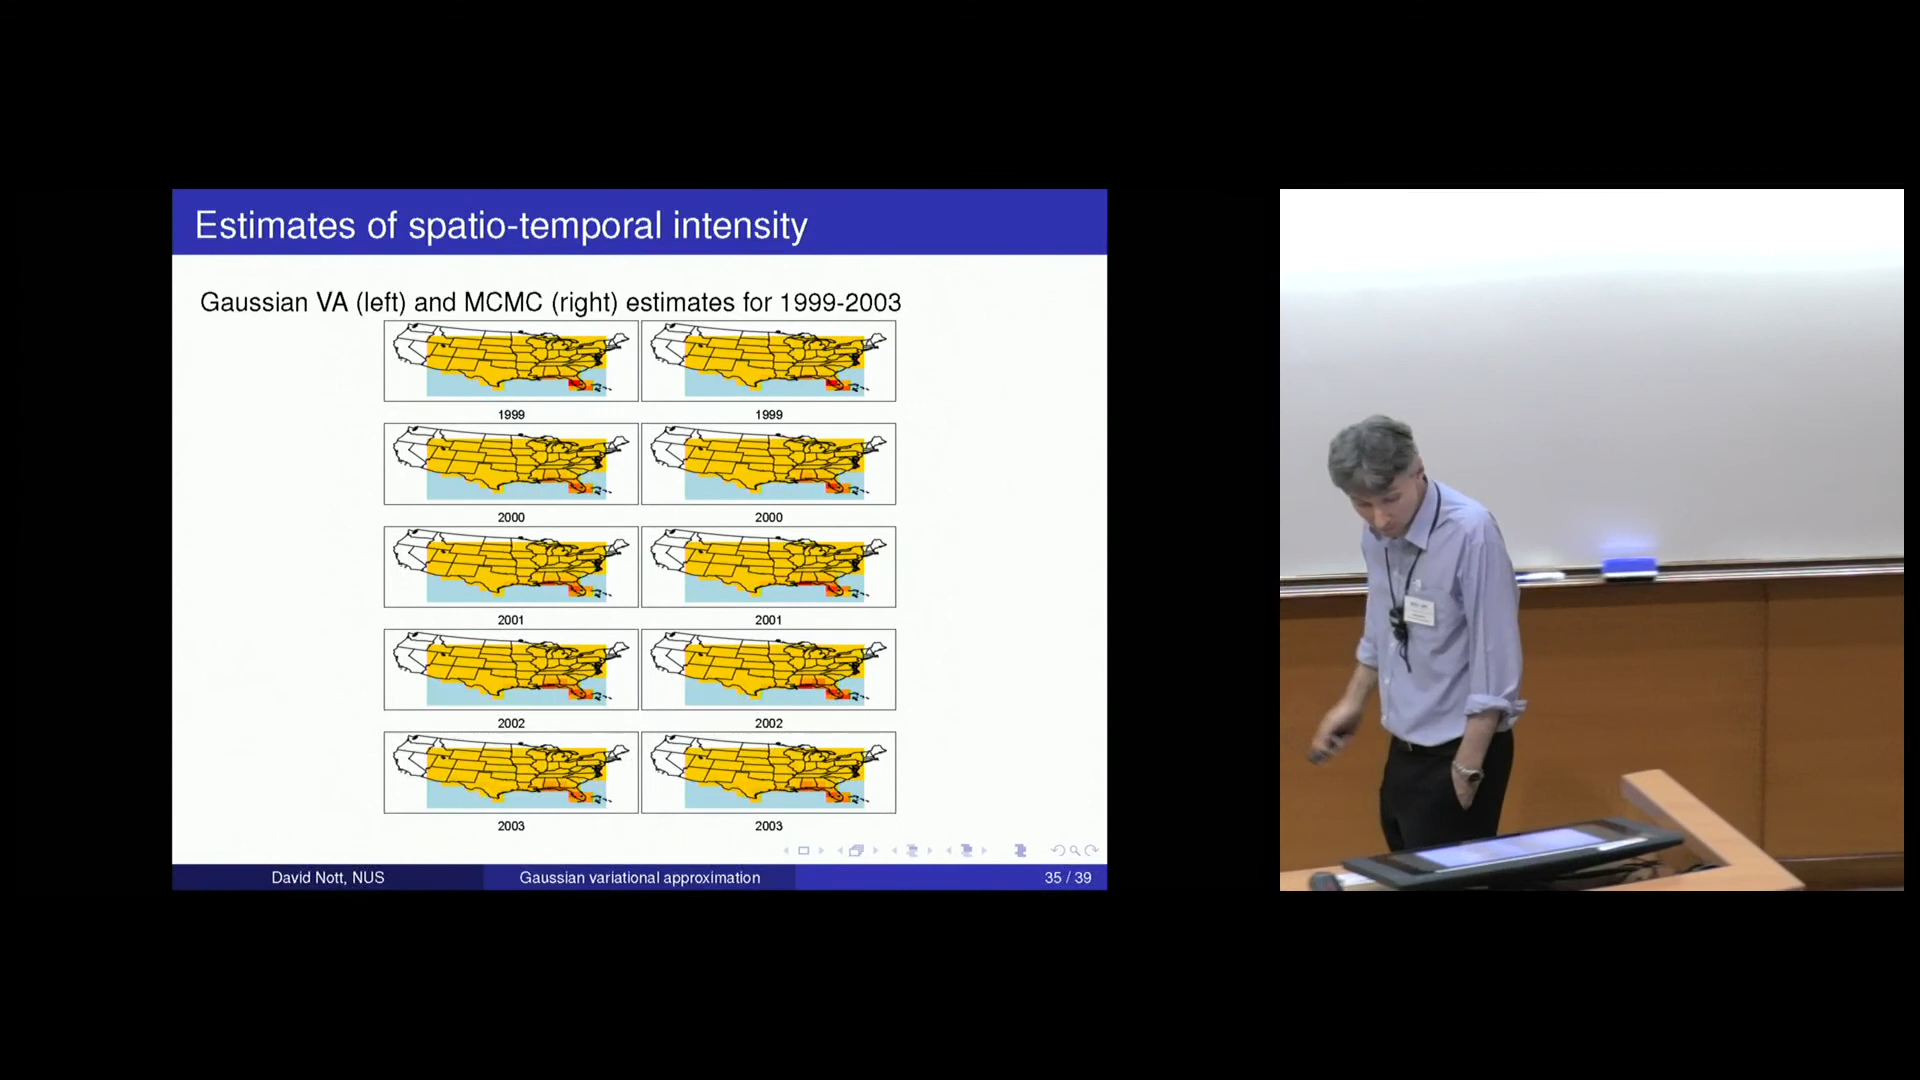 Estimates of spatio-temporal intensity
Gaussian VA (left) and MCMC (right) estimates for 1999-2003
1999 1999
2000 2000
2001 2001
2002 2002
2003 2003
David Nott, NUS Gaussian variational approximation 35 / 39